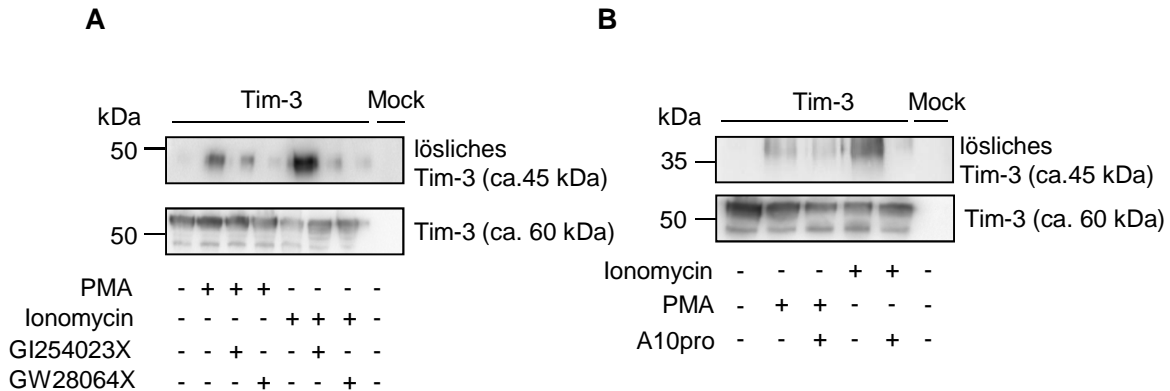 A
Tim-3 Mock
kDa
50
lösliches
Tim-3 (ca.45 kDa)
50
Tim-3 (ca. 60 kDa)
PMA - + + + - - - -
Ionomycin - - - - + + + -
GI254023X - - + - - + - -
GW28064X - - - + - - + -
B
Tim-3 Mock
kDa
35
lösliches
Tim-3 (ca.45 kDa)
50
Tim-3 (ca. 60 kDa)
Ionomycin - - - + + -
PMA - + + - - -
A10pro - - + - + -